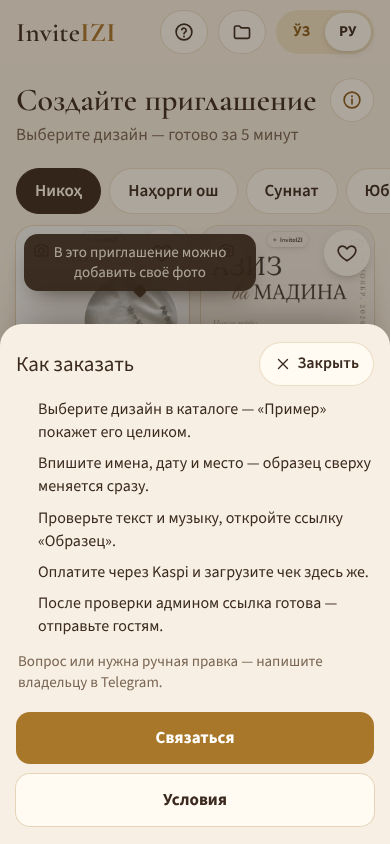 InviteIZI
ЎЗ
РУ
Создайте приглашение
Выберите дизайн — готово за 5 минут
Никоҳ
Наҳорги ош
Суннат
Юб
В это приглашение можно
добавить своё фото
InviteIZI
ва МАДИНА
Как заказать
Закрыть
Выберите дизайн в каталоге — «Пример»
покажет его целиком.
Впишите имена, дату и место — образец сверху
меняется сразу.
Проверьте текст и музыку, откройте ссылку
«Образец».
Оплатите через Kaspi и загрузите чек здесь же.
После проверки админом ссылка готова —
отправьте гостям.
Вопрос или нужна ручная правка — напишите
владельцу в Telegram.
Связаться
Условия